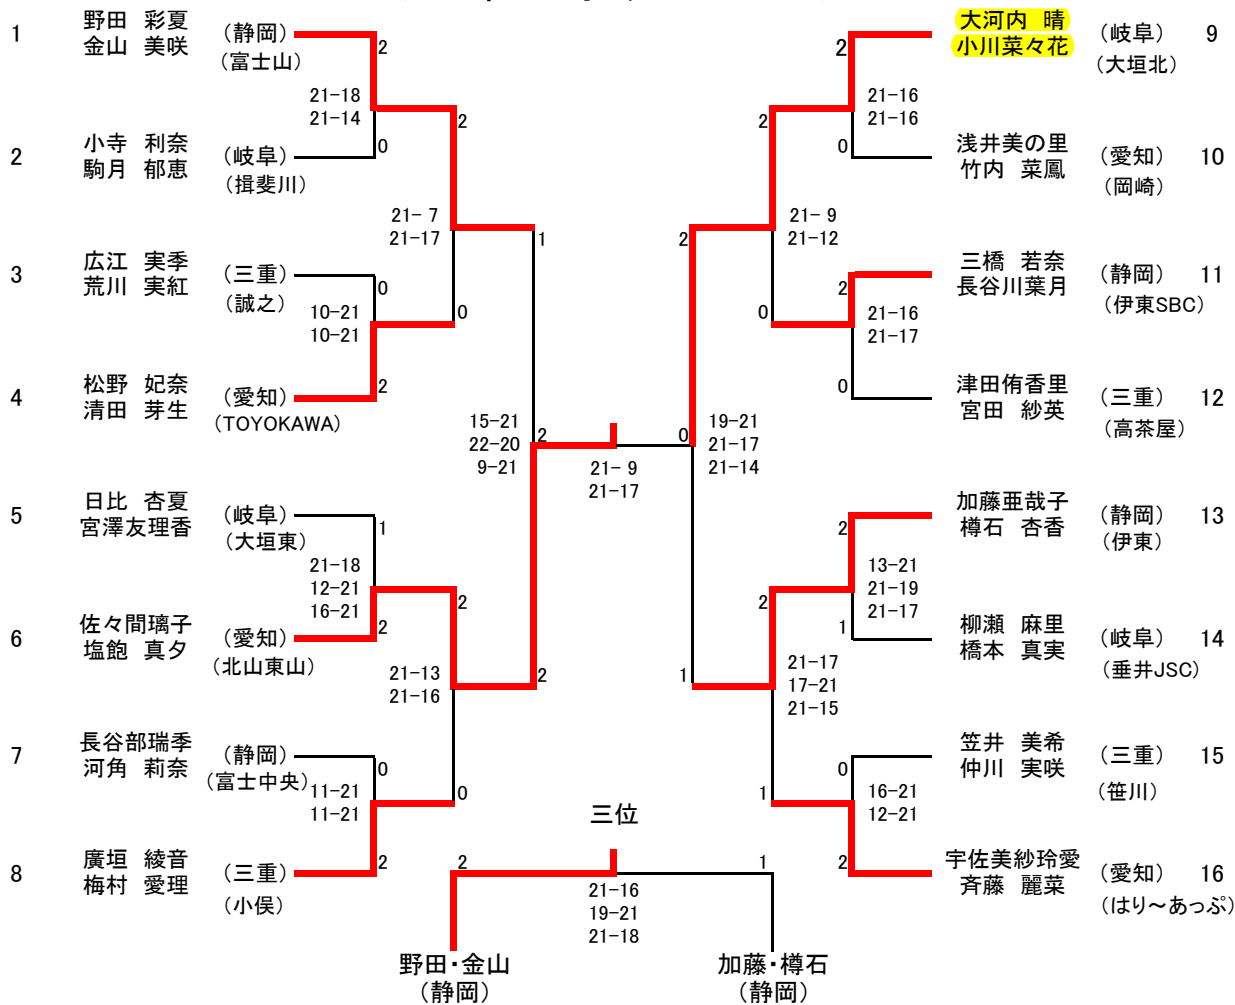 1
野田 彩夏
金山 美咲
(静岡)
(富士山)
2
小寺 利奈
駒月 郁恵
(岐阜)
(揖斐川)
3
広江 実季
荒川 実紅
(三重)
(誠之)
4
松野 妃奈
清田 芽生
(愛知)
(TOYOKAWA)
5
日比 杏夏
宮澤友理香
(岐阜)
(大垣東)
6
佐々間璃子
塩飽 真夕
(愛知)
(北山東山)
7
長谷部瑞季
河角 莉奈
(静岡)
(富士中央)
8
廣垣 綾音
梅村 愛理
(三重)
(小俣)
2
21-18
21-14
0
0
10-21
10-21
2
1
21-18
12-21
16-21
2
0
11-21
11-21
2
2
21- 7
21-17
0
2
21-13
21-16
0
1
15-21
22-20
9-21
2
2
21- 9
21-17
0
2
19-21
21-17
21-14
1
2
21- 9
21-12
0
2
21-17
17-21
21-15
1
2
21-16
21-16
0
2
21-16
21-17
0
2
13-21
21-19
21-17
1
0
16-21
12-21
2
大河内 晴
小川菜々花
(岐阜)
(大垣北)
9
浅井美の里
竹内 菜鳳
(愛知)
(岡崎)
10
三橋 若奈
長谷川葉月
(静岡)
(伊東SBC)
11
津田侑香里
宮田 紗英
(三重)
(高茶屋)
12
加藤亜哉子
樽石 杏香
(静岡)
(伊東)
13
柳瀬 麻里
橋本 真実
(岐阜)
(垂井JSC)
14
笠井 美希
仲川 実咲
(三重)
(笹川)
15
宇佐美紗玲愛
斉藤 麗菜
(愛知)
(はり～あっぷ)
16
三位
2
1
21-16
19-21
21-18
野田・金山
(静岡)
加藤・樽石
(静岡)